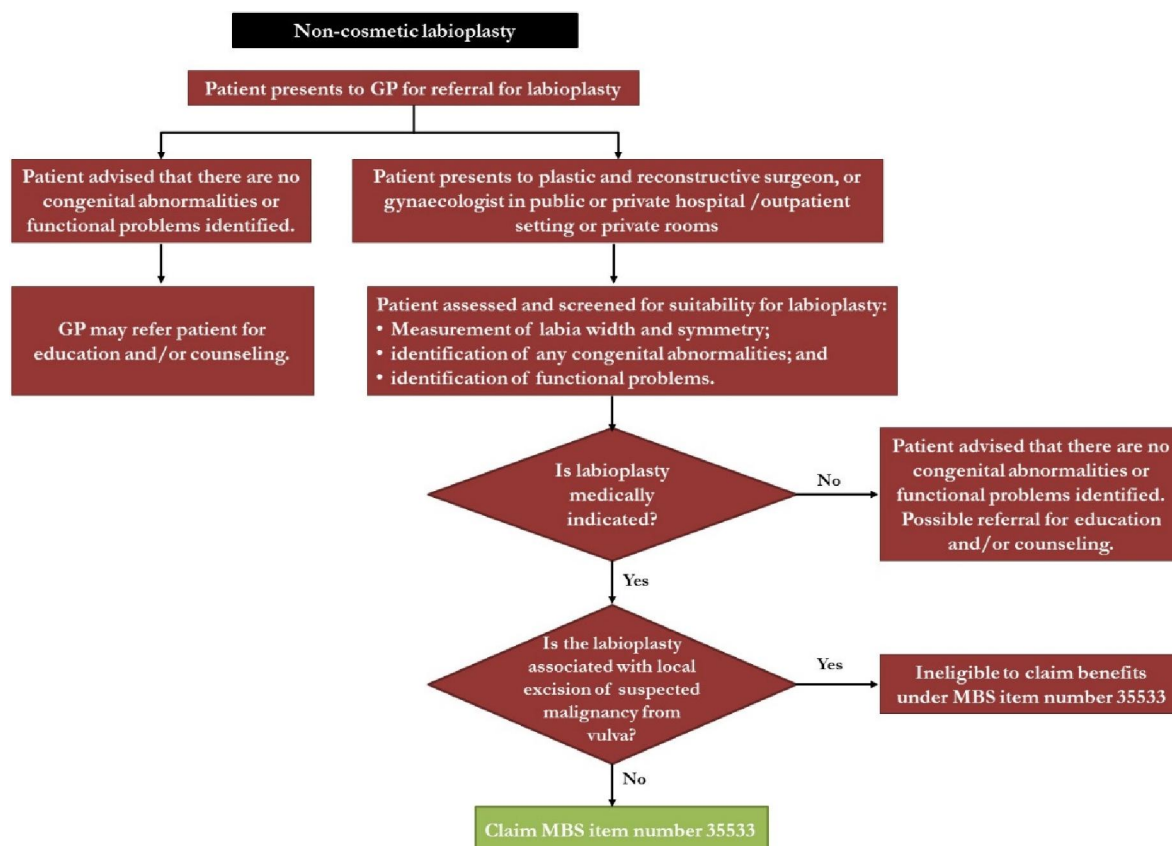 Non-cosmetic labioplasty
Patient presents to GP for referral for labioplasty
Patient advised that there are no
congenital abnormalities or
functional problems identified.
Patient presents to plastic and reconstructive surgeon, or
gynaecologist in public or private hospital /outpatient
setting or private rooms
GP may refer patient for
education and/or counseling.
Patient assessed and screened for suitability for labioplasty:
• Measurement of labia width and symmetry;
• identification of any congenital abnormalities; and
• identification of functional problems.
Is labioplasty
medically
indicated?
No
Patient advised that there are no
congenital abnormalities or
functional problems identified.
Possible referral for education
and/or counseling.
Yes
Is the labioplasty
associated with local
excision of suspected
malignancy from
vulva?
Yes
Ineligible to claim benefits
under MBS item number 35533
No
Claim MBS item number 35533